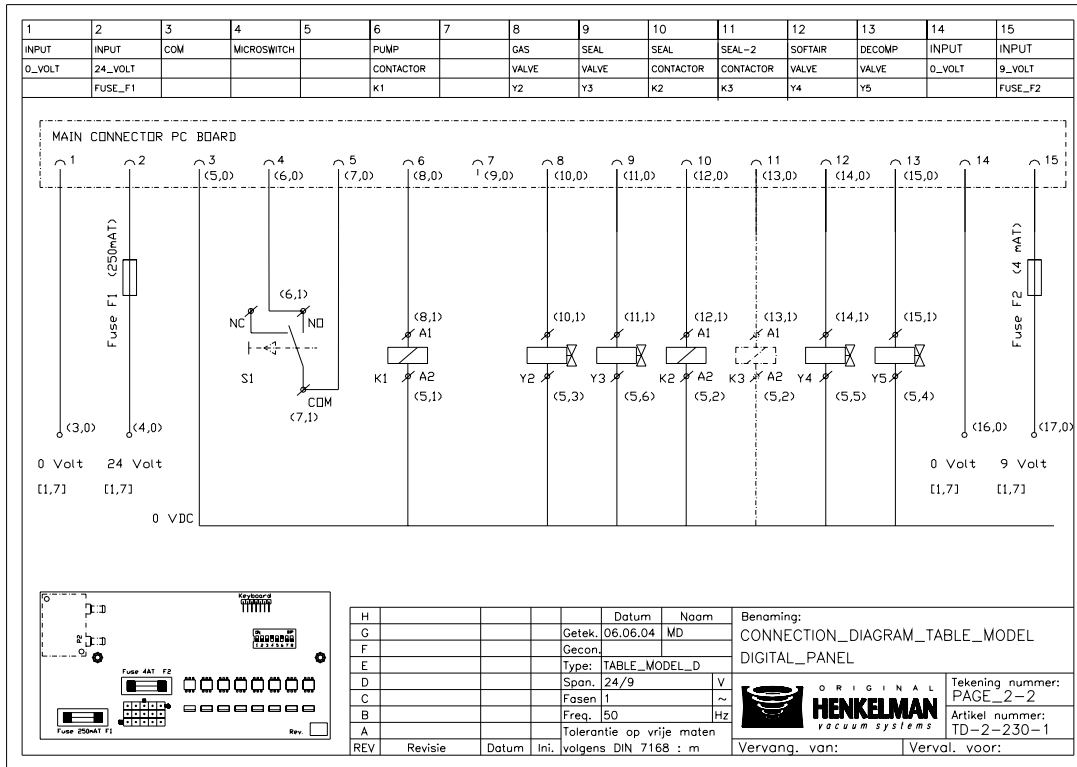 1 2 3 4 5 6 7 8 9 10 11 12 13 14 15
INPUT INPUT COM MICROSWITCH PUMP GAS SEAL SEAL SEAL-2 SOFTAIR DECOMP INPUT INPUT
0_VOLT 24_VOLT CONTACTOR VALVE VALVE CONTACTOR CONTACTOR VALVE VALVE 0_VOLT 9_VOLT
FUSE_F1 K1 Y2 Y3 K2 K3 Y4 Y5 FUSE_F2
MAIN CONNECTOR PC BOARD
1 2 3 4 5 6 7 8 9 10 11 12 13 14 15
(5,0) (6,0) (7,0) (8,0) (9,0) (10,0) (11,0) (12,0) (13,0) (14,0) (15,0)
Fuse F1 (250mAT)
Fuse F2 (4 mAT)
(6,1)
NC NO
S1
COM
(7,1)
(8,1) (10,1) (11,1) (12,1) (13,1) (14,1) (15,1)
A1 A1 A1
K1 A2 Y2 Y3 K2 A2 K3 A2 Y4 Y5
(5,1) (5,3) (5,6) (5,2) (5,2) (5,5) (5,4)
(3,0) (4,0) (16,0) (17,0)
0 Volt 24 Volt 0 Volt 9 Volt
[1,7] [1,7] [1,7] [1,7]
0 VDC
Keyboard
P2
ON
1 2 3 4 5 6 7 8
Fuse 4AT F2
Fuse 250mAT F1
Rev.
H Datum Naam
G Getek. 06.06.04 MD
F Gecon.
E Type: TABLE_MODEL_D
D Span. 24/9 V
C Fasen 1 ~
B Freq. 50 Hz
A Tolerantie op vrije maten
REV Revisie Datum Ini. volgens DIN 7168 : m
Benaming:
CONNECTION_DIAGRAM_TABLE_MODEL
DIGITAL_PANEL
ORIGINAL
HENKELMAN
vacuum systems
Tekening nummer:
PAGE_2-2
Artikel nummer:
TD-2-230-1
Vervang. van: Verval. voor: